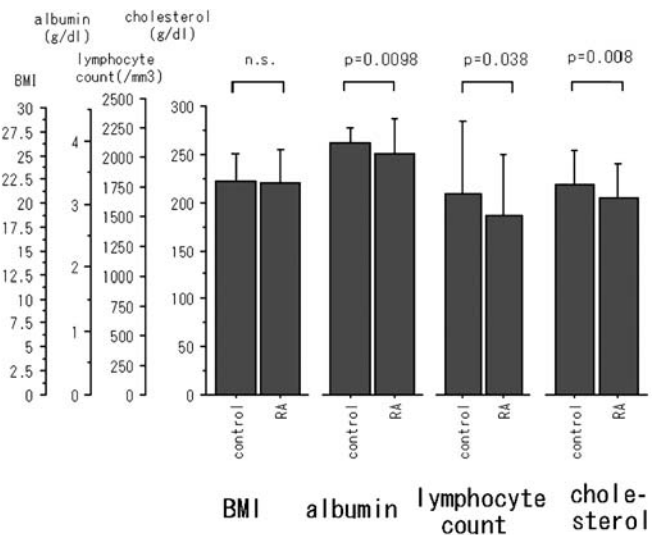 albumin
(g/dl)
cholesterol
(g/dl)
BMI
lymphocyte
count(/mm3)
n.s.
p=0.0098
p=0.038
p=0.008
30
27.5
25
22.5
20
17.5
15
12.5
10
7.5
5
2.5
0
4
3
2
1
0
2500
2250
2000
1750
1500
1250
1000
750
500
250
0
300
250
200
150
100
50
0
control
RA
control
RA
control
RA
control
RA
BMI
albumin
lymphocyte
count
chole-
sterol